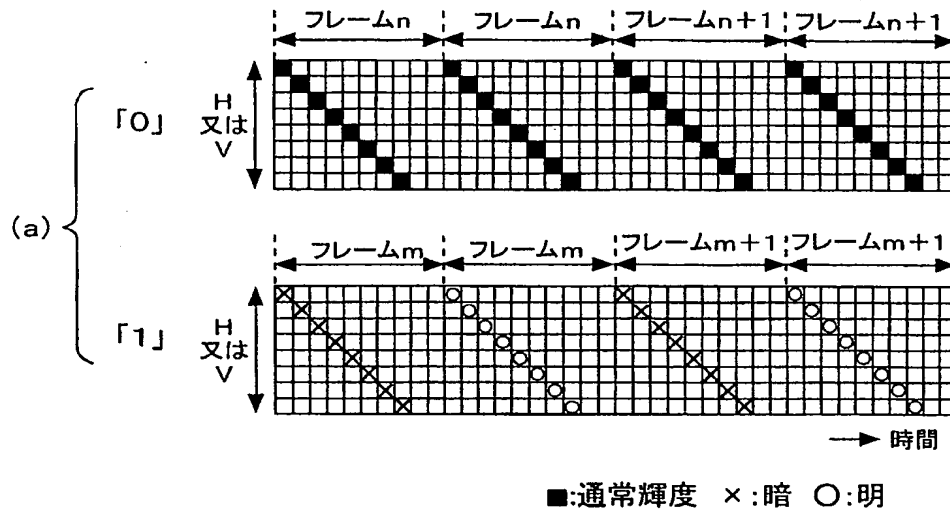 フレームn フレームn フレームn+1 フレームn+1
「0」
H
又は
V
(a)
フレームm フレームm フレームm+1 フレームm+1
「1」
H
又は
V
時間
■:通常輝度 ×:暗 ○:明